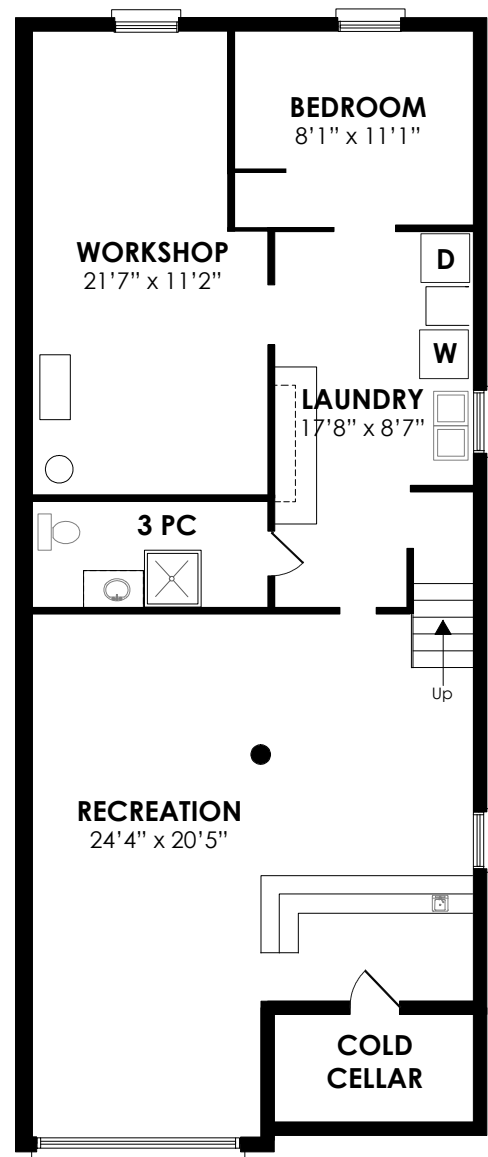 BEDROOM
8’1” x 11’1”
WORKSHOP
21’7” x 11’2”
D
W
LAUNDRY
17’8” x 8’7”
3 PC
Up
RECREATION
24’4” x 20’5”
COLD
CELLAR